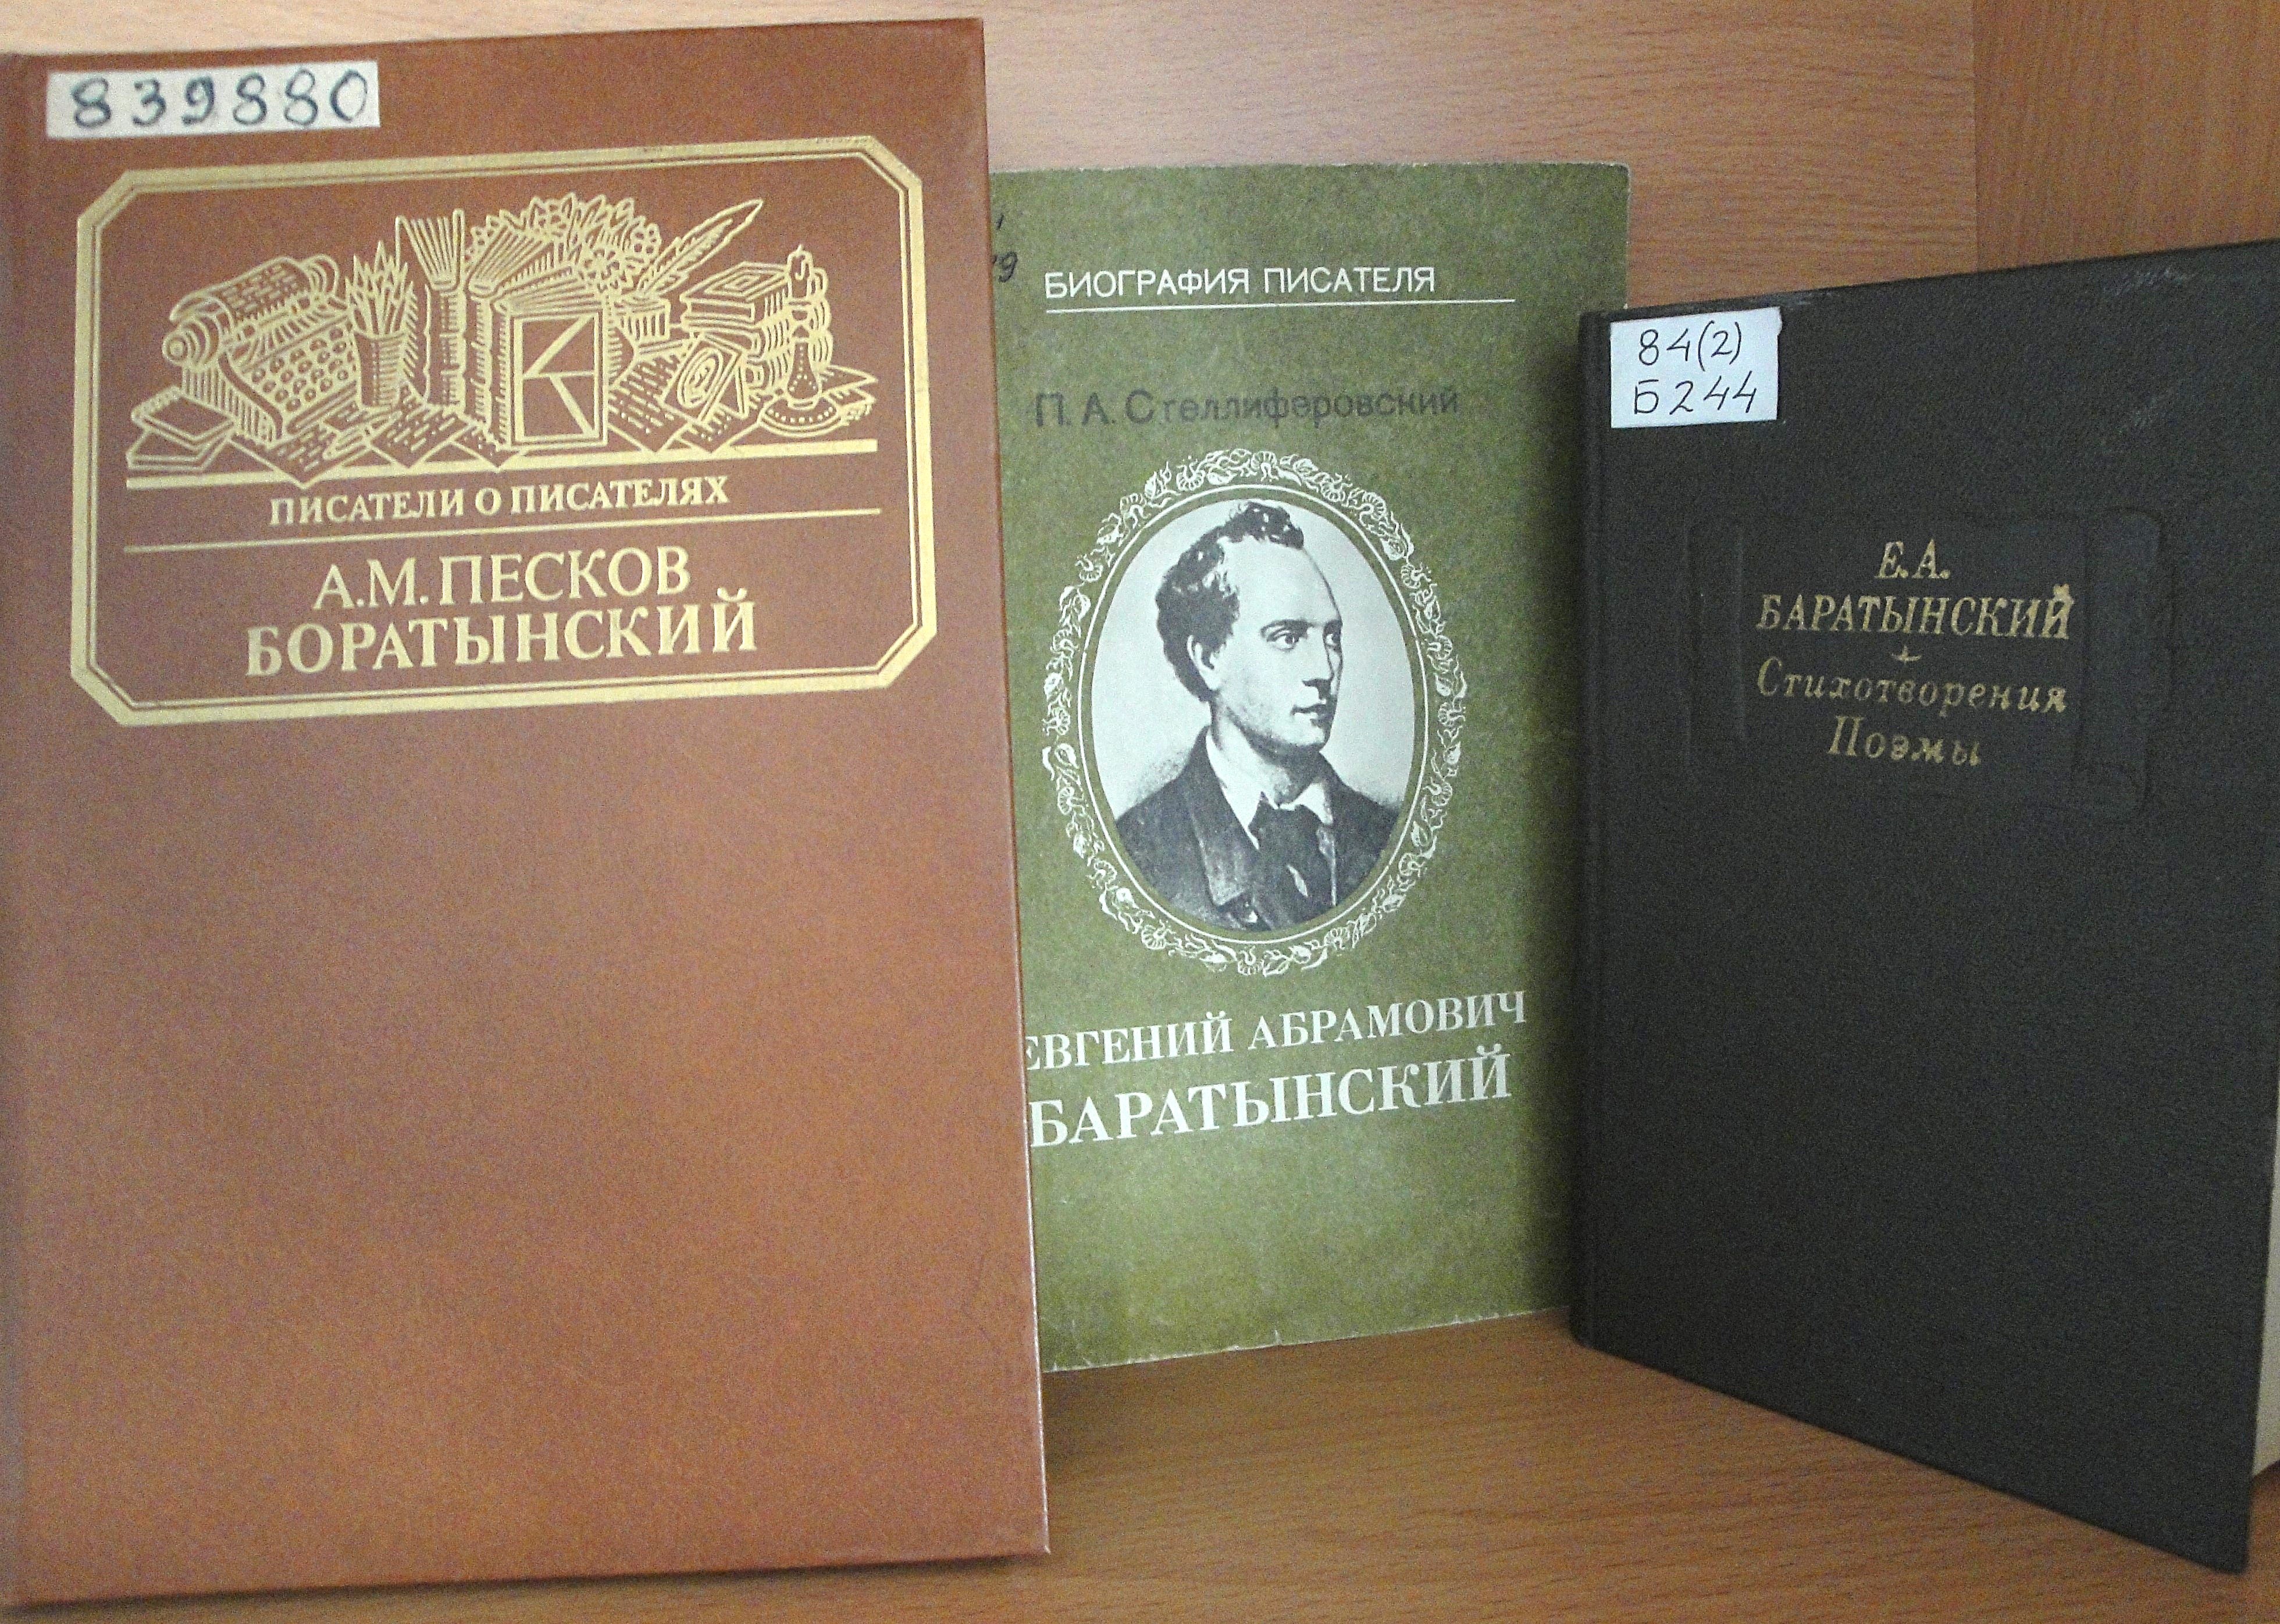 839880
ПИСАТЕЛИ О ПИСАТЕЛЯХ
А.М.ПЕСКОВ
БОРАТЫНСКИЙ
БИОГРАФИЯ ПИСАТЕЛЯ
П. А. Стеллиферовский
ЕВГЕНИЙ АБРАМОВИЧ
БАРАТЫНСКИЙ
84(2)
Б244
Е.А.
БАРАТЫНСКИЙ
Стихотворения
Поэмы